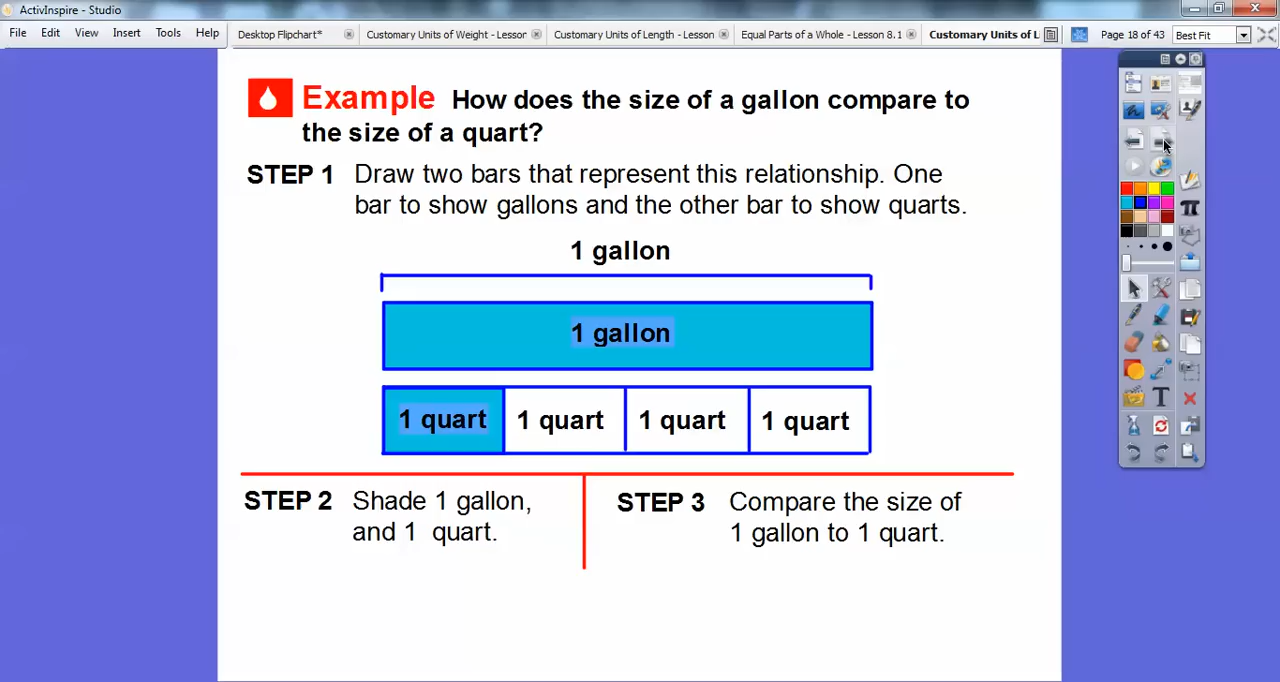 ActivInspire - Studio
File Edit View Insert Tools Help
Desktop Flipchart* Customary Units of Weight - Lesson Customary Units of Length - Lesson Equal Parts of a Whole - Lesson 8.1 Customary Units of L Page 18 of 43 Best Fit
Example How does the size of a gallon compare to
the size of a quart?
STEP 1 Draw two bars that represent this relationship. One
bar to show gallons and the other bar to show quarts.
1 gallon
1 gallon
1 quart 1 quart 1 quart 1 quart
STEP 2 Shade 1 gallon,
and 1 quart.
STEP 3 Compare the size of
1 gallon to 1 quart.